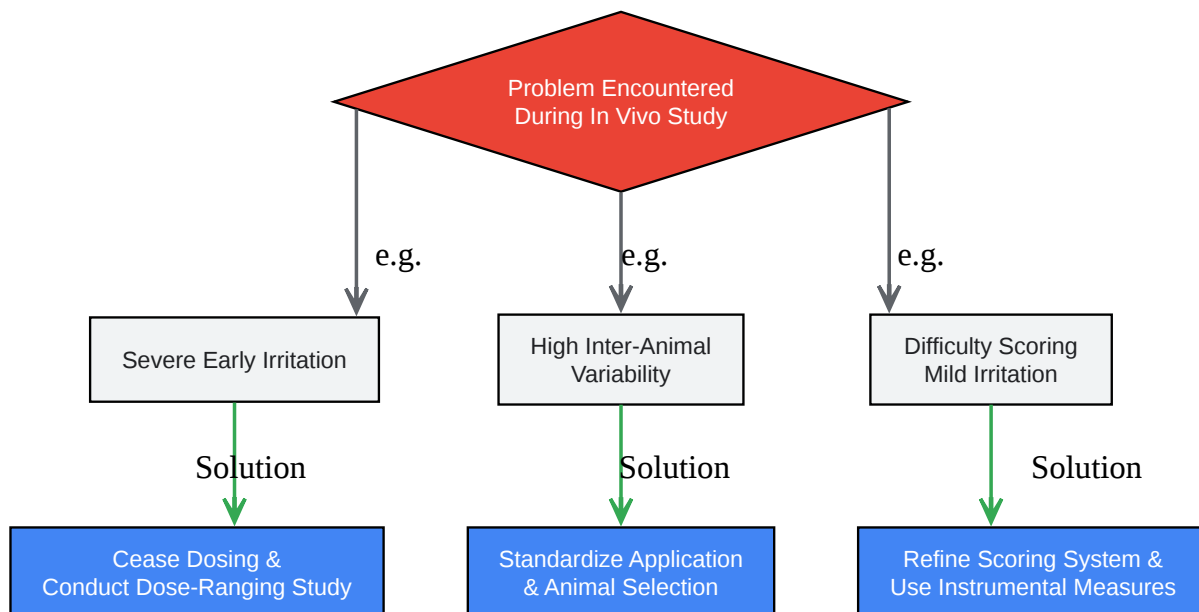 Problem Encountered
During In Vivo Study
e.g.
e.g.
e.g.
Severe Early Irritation
High Inter-Animal
Variability
Difficulty Scoring
Mild Irritation
Solution
Solution
Solution
Cease Dosing &
Conduct Dose-Ranging Study
Standardize Application
& Animal Selection
Refine Scoring System &
Use Instrumental Measures